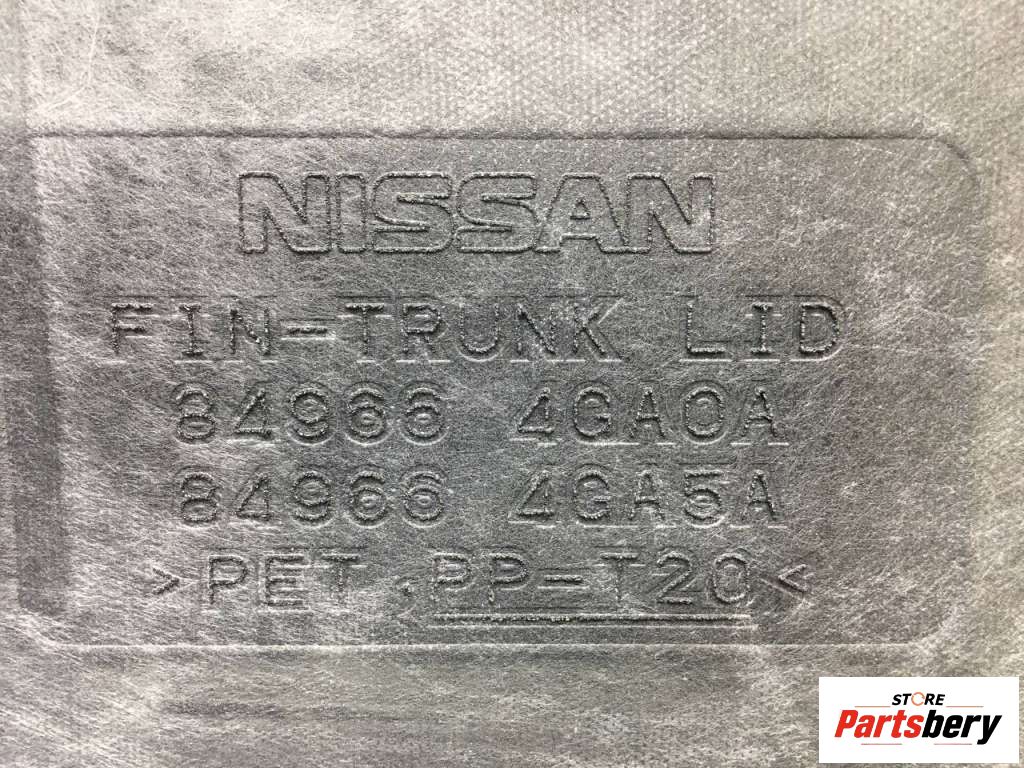 NISSAN
FIN-TRUNK LID
84966 4GA0A
84966 4GA5A
>PET,PP-T20<
STORE
Partsbery